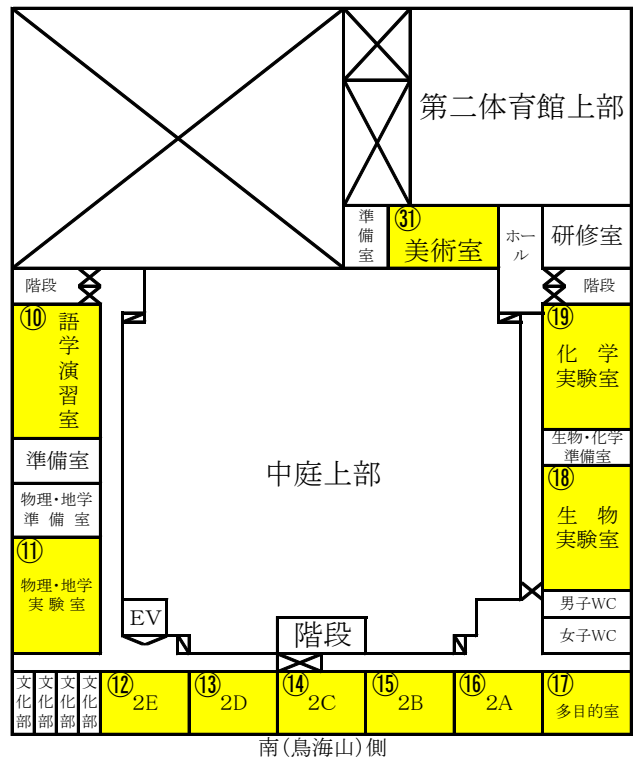 第二体育館上部
準備室
㉛
美術室
ホール
研修室
階段
階段
⑩
語学演習室
⑲
化学
実験室
準備室
生物・化学
準備室
中庭上部
物理・地学
準備室
⑱
生物
実験室
⑪
物理・地学
実験室
EV
階段
男子WC
女子WC
文化部
文化部
文化部
文化部
⑫
2E
⑬
2D
⑭
2C
⑮
2B
⑯
2A
⑰
多目的室
南(鳥海山)側